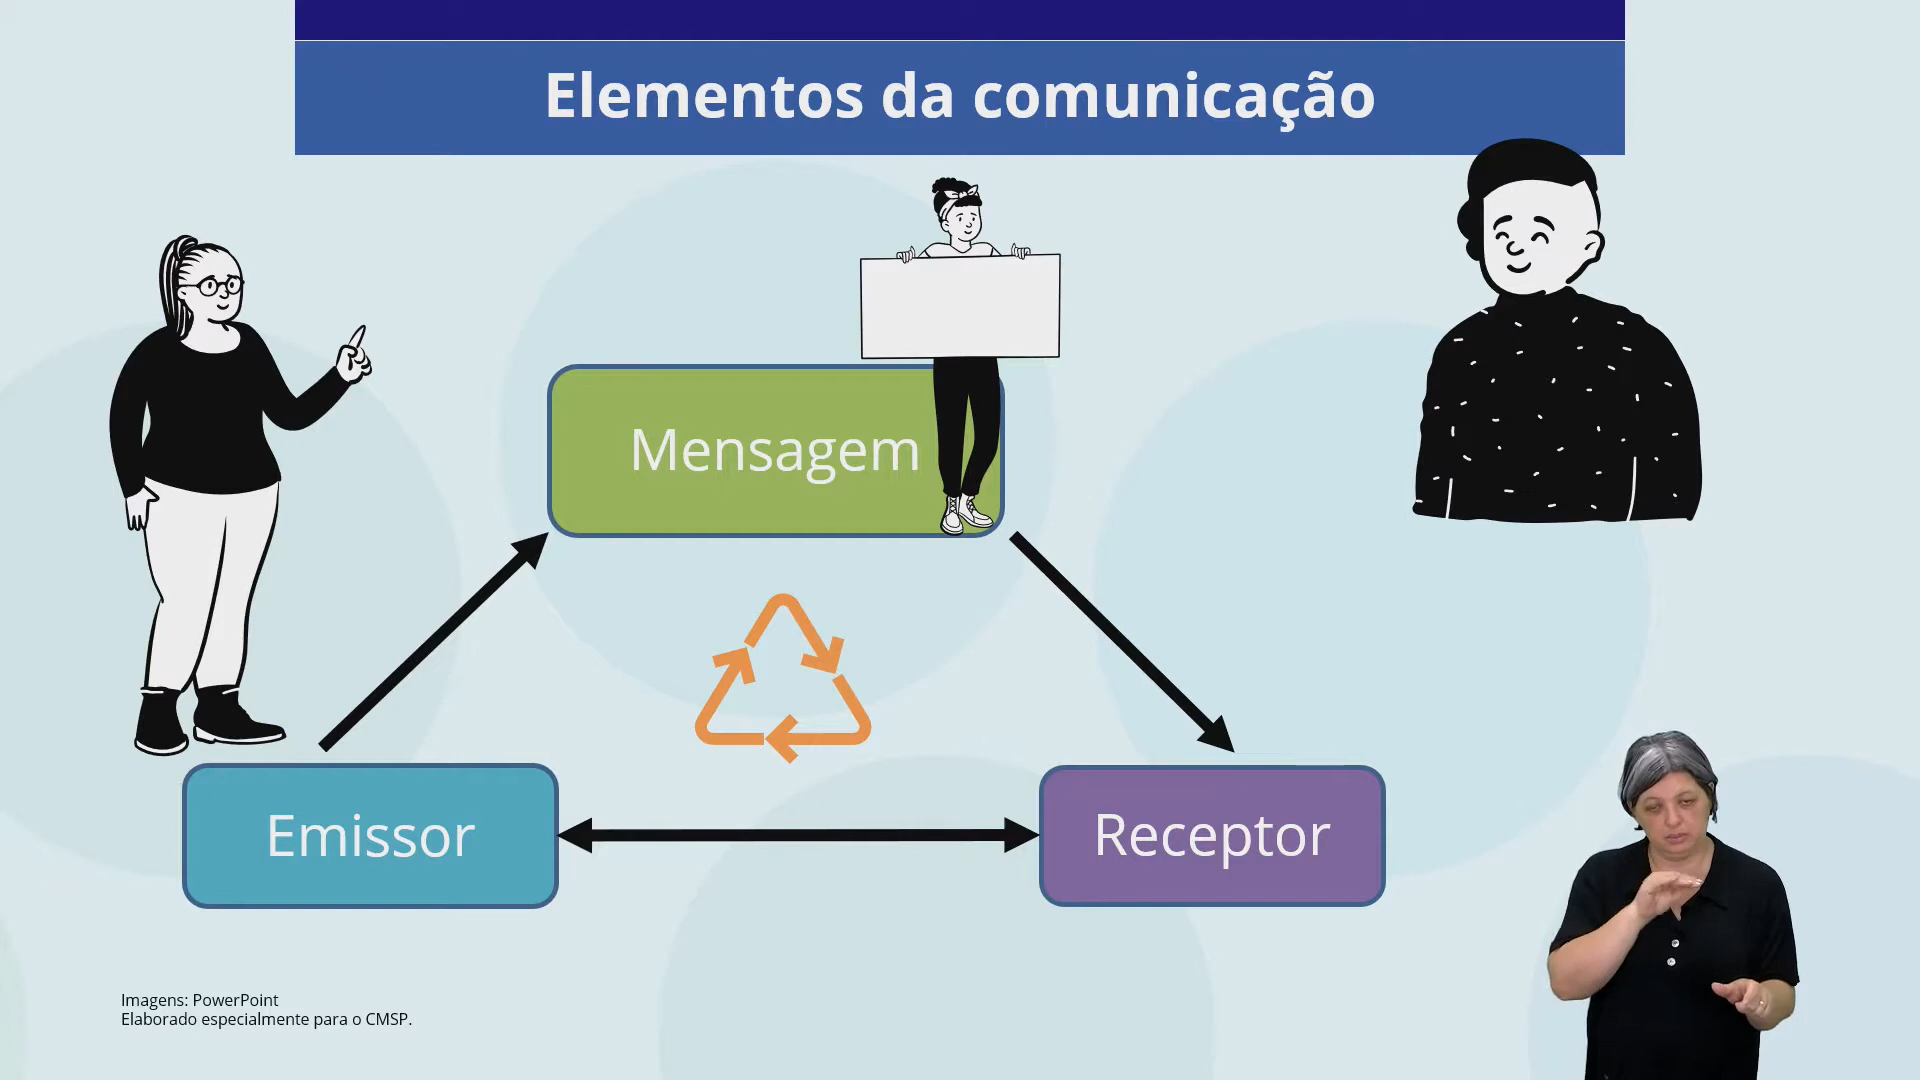 Elementos da comunicação
Mensagem
Emissor
Receptor
Imagens: PowerPoint
Elaborado especialmente para o CMSP.